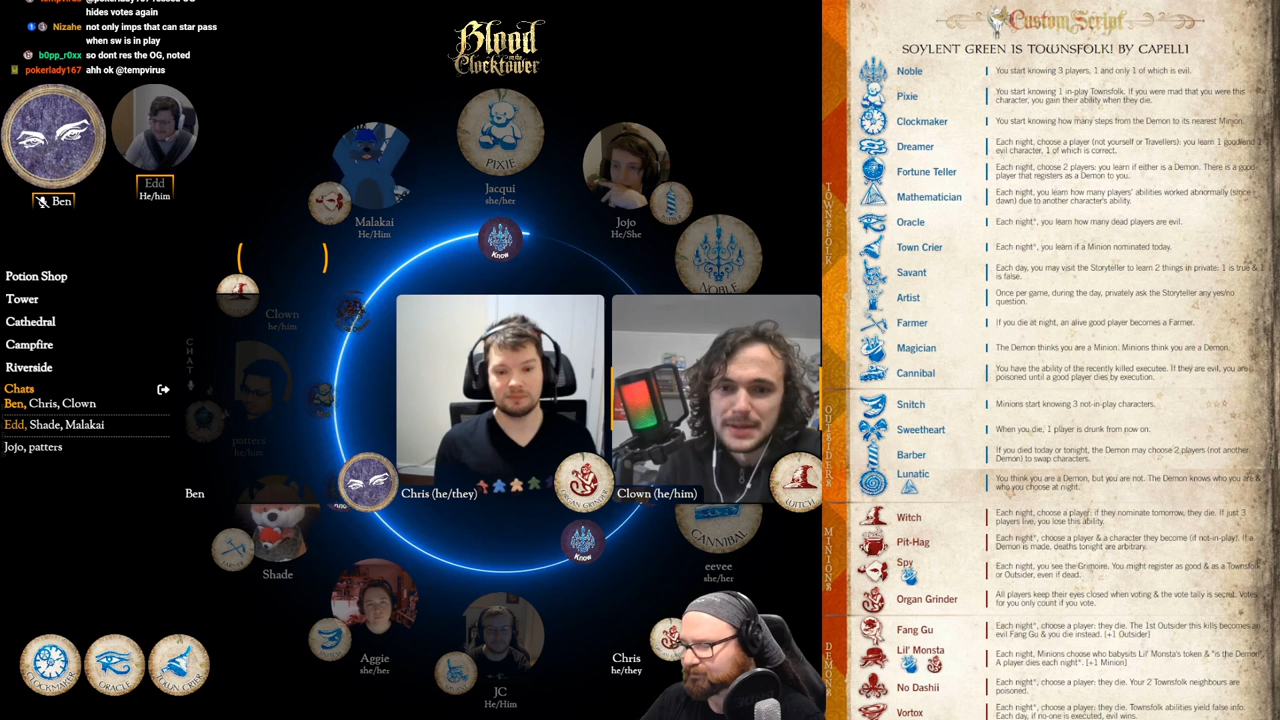 hides votes again
Nizahe not only imps that can star pass
when sw is in play
b0pp_r0xx so dont res the OG, noted
pokerlady167 ahh ok @tempvirus
Ben
Edd
He/him
Potion Shop
Tower
Cathedral
Campfire
Riverside
Chats
Ben, Chris, Clown
Edd, Shade, Malakai
JoJo, patters
CLOCKMAKER
ORACLE
TOWN CRIER
Blood
on the
Clocktower
PIXIE
Jacqui
she/her
Malakai
He/Him
Jojo
He/She
NOBLE
Know
Clown
he/him
CHAT
patters
he/him
Ben
Chris (he/they)
ORGAN GRINDER
Clown (he/him)
WITCH
Shade
Know
CANNIBAL
eevee
she/her
Aggie
she/her
JC
He/Him
Chris
he/they
Custom Script
SOYLENT GREEN IS TOWNSFOLK! BY CAPELLI
TOWNSFOLK
Noble You start knowing 3 players, 1 and only 1 of which is evil.
Pixie You start knowing 1 in-play Townsfolk. If you were mad that you were this
character, you gain their ability when they die.
Clockmaker You start knowing how many steps from the Demon to its nearest Minion.
Dreamer Each night, choose a player (not yourself or Travellers): you learn 1 good and 1
evil character, 1 of which is correct.
Fortune Teller Each night, choose 2 players: you learn if either is a Demon. There is a good
player that registers as a Demon to you.
Mathematician Each night, you learn how many players' abilities worked abnormally (since
dawn) due to another character's ability.
Oracle Each night*, you learn how many dead players are evil.
Town Crier Each night*, you learn if a Minion nominated today.
Savant Each day, you may visit the Storyteller to learn 2 things in private: 1 is true & 1
is false.
Artist Once per game, during the day, privately ask the Storyteller any yes/no
question.
Farmer If you die at night, an alive good player becomes a Farmer.
Magician The Demon thinks you are a Minion. Minions think you are a Demon.
Cannibal You have the ability of the recently killed executee. If they are evil, you are
poisoned until a good player dies by execution.
OUTSIDERS
Snitch Minions start knowing 3 not-in-play characters.
Sweetheart When you die, 1 player is drunk from now on.
Barber If you died today or tonight, the Demon may choose 2 players (not another
Demon) to swap characters.
Lunatic You think you are a Demon, but you are not. The Demon knows who you are &
who you choose at night.
MINIONS
Witch Each night, choose a player: if they nominate tomorrow, they die. If just 3
players live, you lose this ability.
Pit-Hag Each night*, choose a player & a character they become (if not-in-play). If a
Demon is made, deaths tonight are arbitrary.
Spy Each night, you see the Grimoire. You might register as good & as a Townsfolk
or Outsider, even if dead.
Organ Grinder All players keep their eyes closed when voting & the vote tally is secret. Votes
for you only count if you vote.
DEMONS
Fang Gu Each night*, choose a player: they die. The 1st Outsider this kills becomes an
evil Fang Gu & you die instead. [+1 Outsider]
Lil' Monsta Each night, Minions choose who babysits Lil' Monsta's token & "is the Demon".
A player dies each night*. [+1 Minion]
No Dashii Each night*, choose a player: they die. Your 2 Townsfolk neighbours are
poisoned.
Vortox Each night*, choose a player: they die. Townsfolk abilities yield false info.
Each day, if no-one is executed, evil wins.